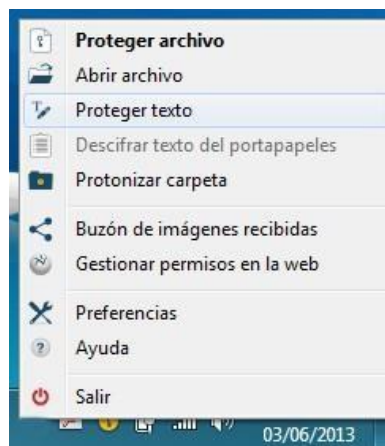 Proteger archivo
Abrir archivo
Proteger texto
Descifrar texto del portapapeles
Protonizar carpeta
Buzón de imágenes recibidas
Gestionar permisos en la web
Preferencias
Ayuda
Salir
03/06/2013